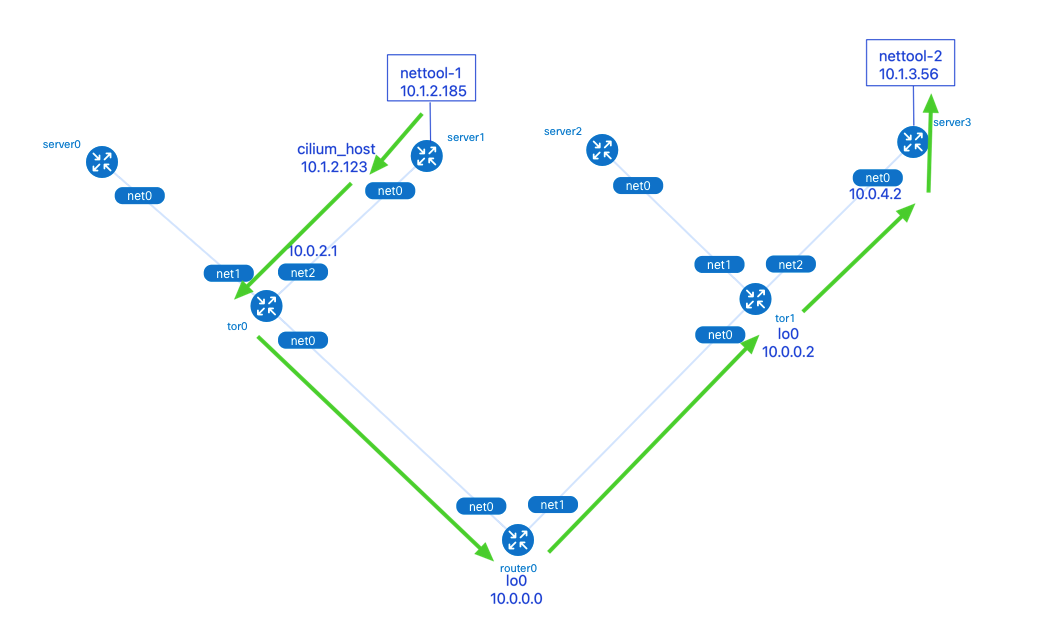 nettool-1
10.1.2.185
nettool-2
10.1.3.56
server0
cilium_host
10.1.2.123
server1
server2
server3
net0
net0
net0
net0
10.0.4.2
10.0.2.1
net1
net2
net1
net2
tor0
net0
net0
tor1
lo0
10.0.0.2
net0
net1
router0
lo0
10.0.0.0